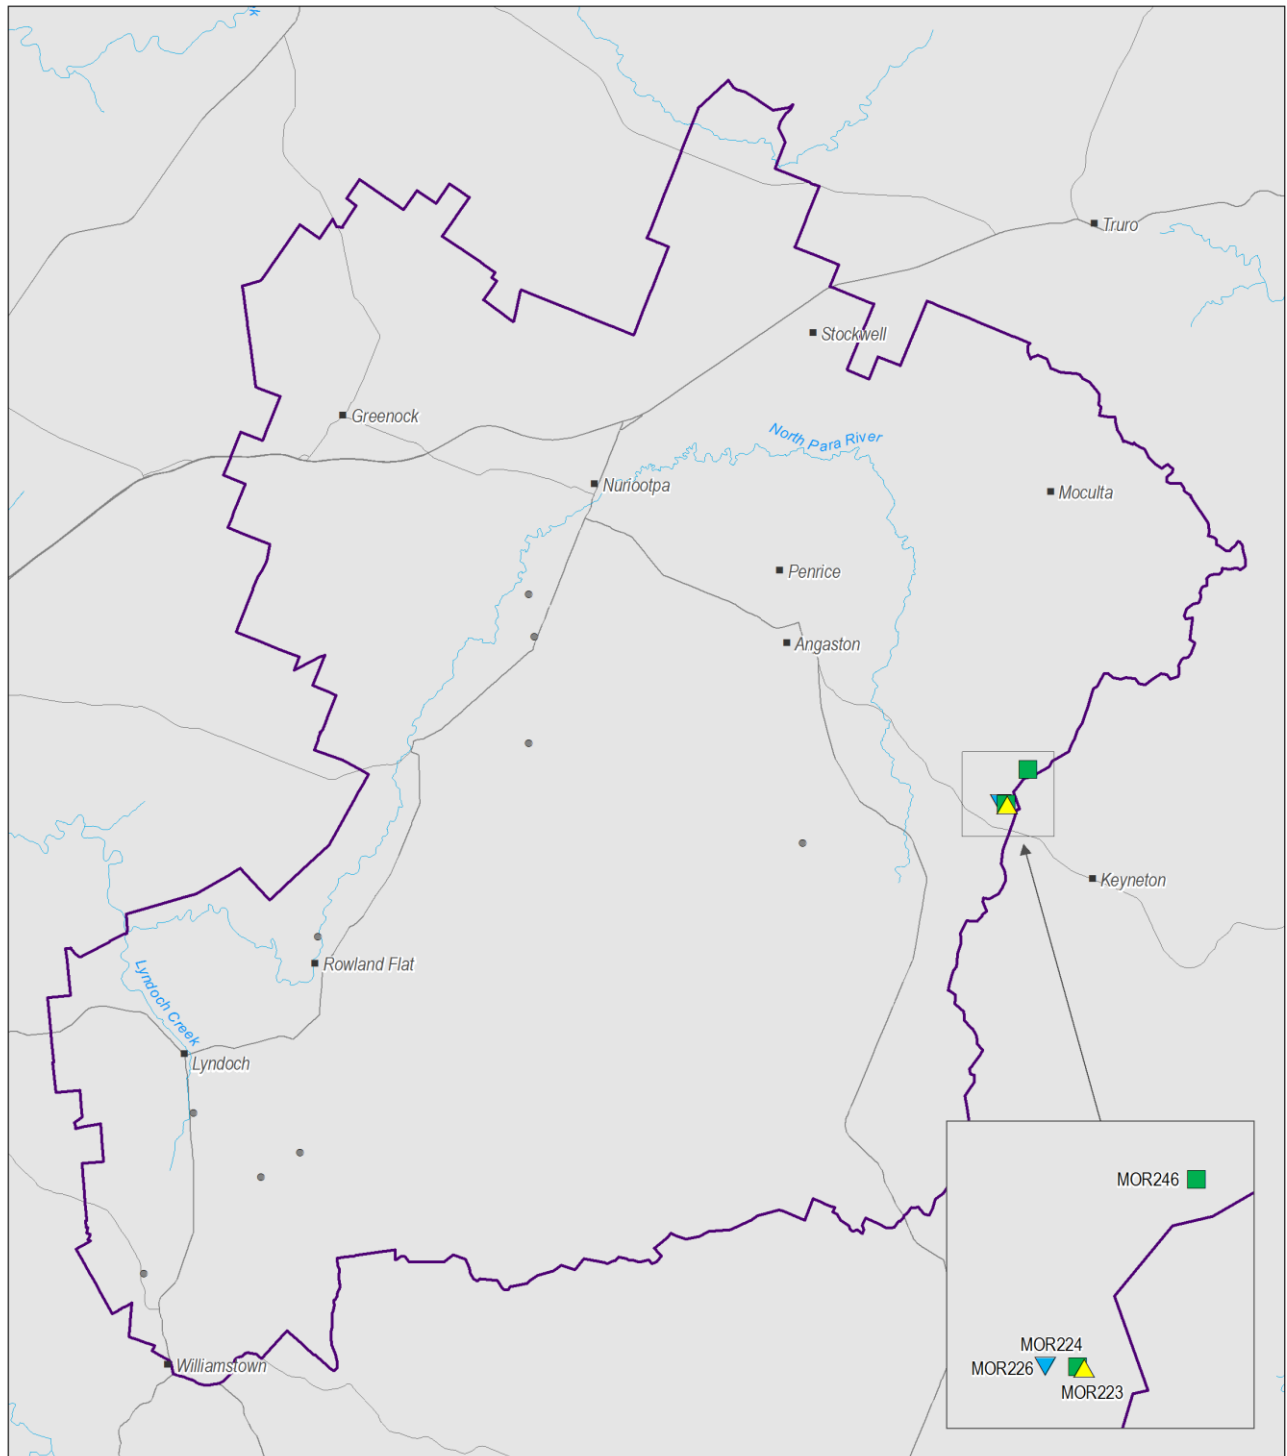 k
Truro
Stockwell
Greenock
North Para River
Nuriootpa
Moculta
Penrice
Angaston
Keyneton
Rowland Flat
Lyndoch Creek
Lyndoch
MOR246
MOR224
MOR226
MOR223
Williamstown